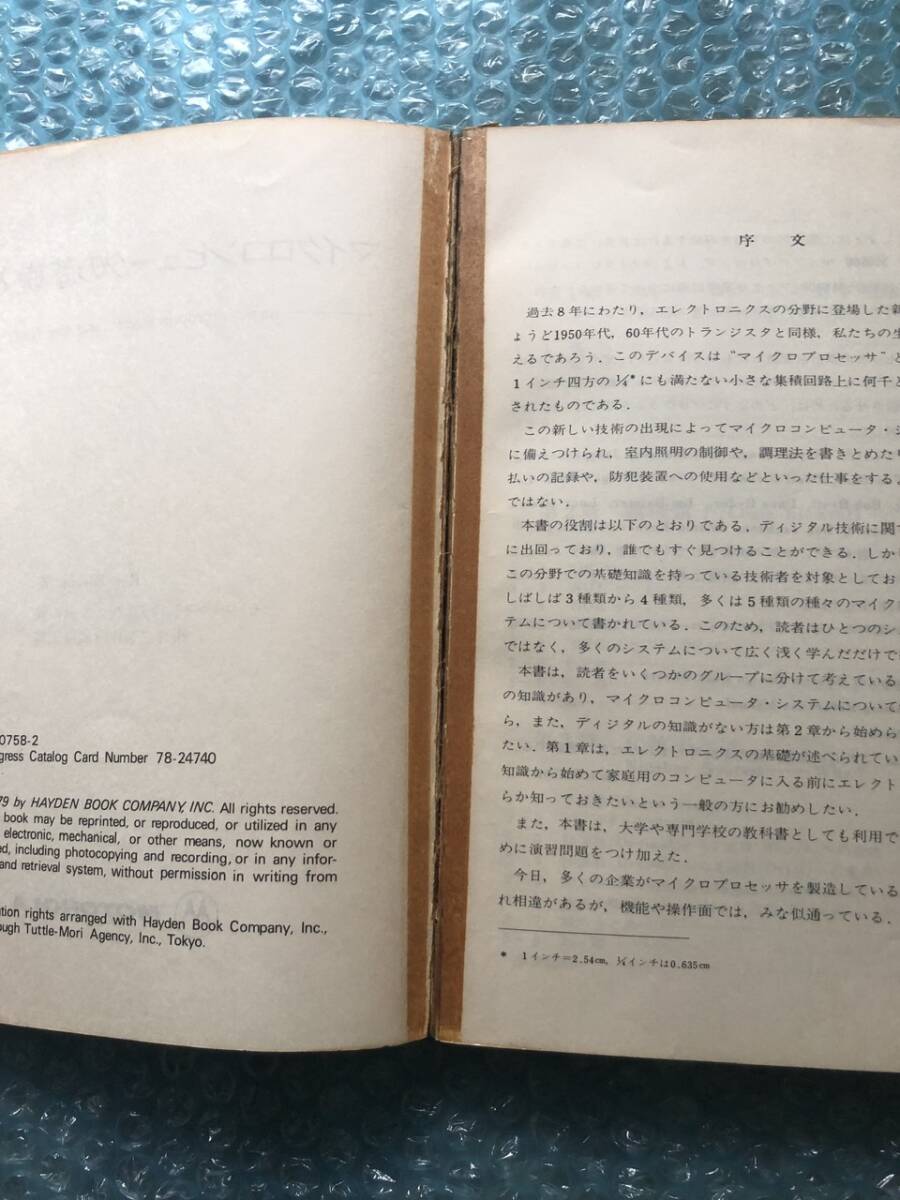 0758-2
gress Catalog Card Number 78-24740
79 by HAYDEN BOOK COMPANY, INC. All rights reserved.
book may be reprinted, or reproduced, or utilized in any
electronic, mechanical, or other means, now known or
ed, including photocopying and recording, or in any infor-
and retrieval system, without permission in writing from
tion rights arranged with Hayden Book Company, Inc.,
ough Tuttle-Mori Agency, Inc., Tokyo.
序 文
過去8年にわたり，エレクトロニクスの分野に登場した新
ょうど1950年代，60年代のトランジスタと同様，私たちの生
えるであろう．このデバイスは“マイクロプロセッサ”と
1インチ四方の¼*にも満たない小さな集積回路上に何千と
されたものである．
この新しい技術の出現によってマイクロコンピュータ・シ
に備えつけられ，室内照明の制御や，調理法を書きとめたり
払いの記録や，防犯装置への使用などといった仕事をする．
ではない．
本書の役割は以下のとおりである．ディジタル技術に関
に出回っており，誰でもすぐ見つけることができる．しか
この分野での基礎知識を持っている技術者を対象としてお
しばしば3種類から4種類，多くは5種類の種々のマイク
テムについて書かれている．このため，読者はひとつのシ
ではなく，多くのシステムについて広く浅く学んだだけで
本書は，読者をいくつかのグループに分けて考えている
の知識があり，マイクロコンピュータ・システムについて
ら，また，ディジタルの知識がない方は第2章から始め
たい．第1章は，エレクトロニクスの基礎が述べられてい
知識から始めて家庭用のコンピュータに入る前にエレクト
らか知っておきたいという一般の方にお勧めしたい．
また，本書は，大学や専門学校の教科書としても利用で
めに演習問題をつけ加えた．
今日，多くの企業がマイクロプロセッサを製造している
れ相違があるが，機能や操作面では，みな似通っている．
* 1インチ＝2.54cm，¼インチは0.635cm